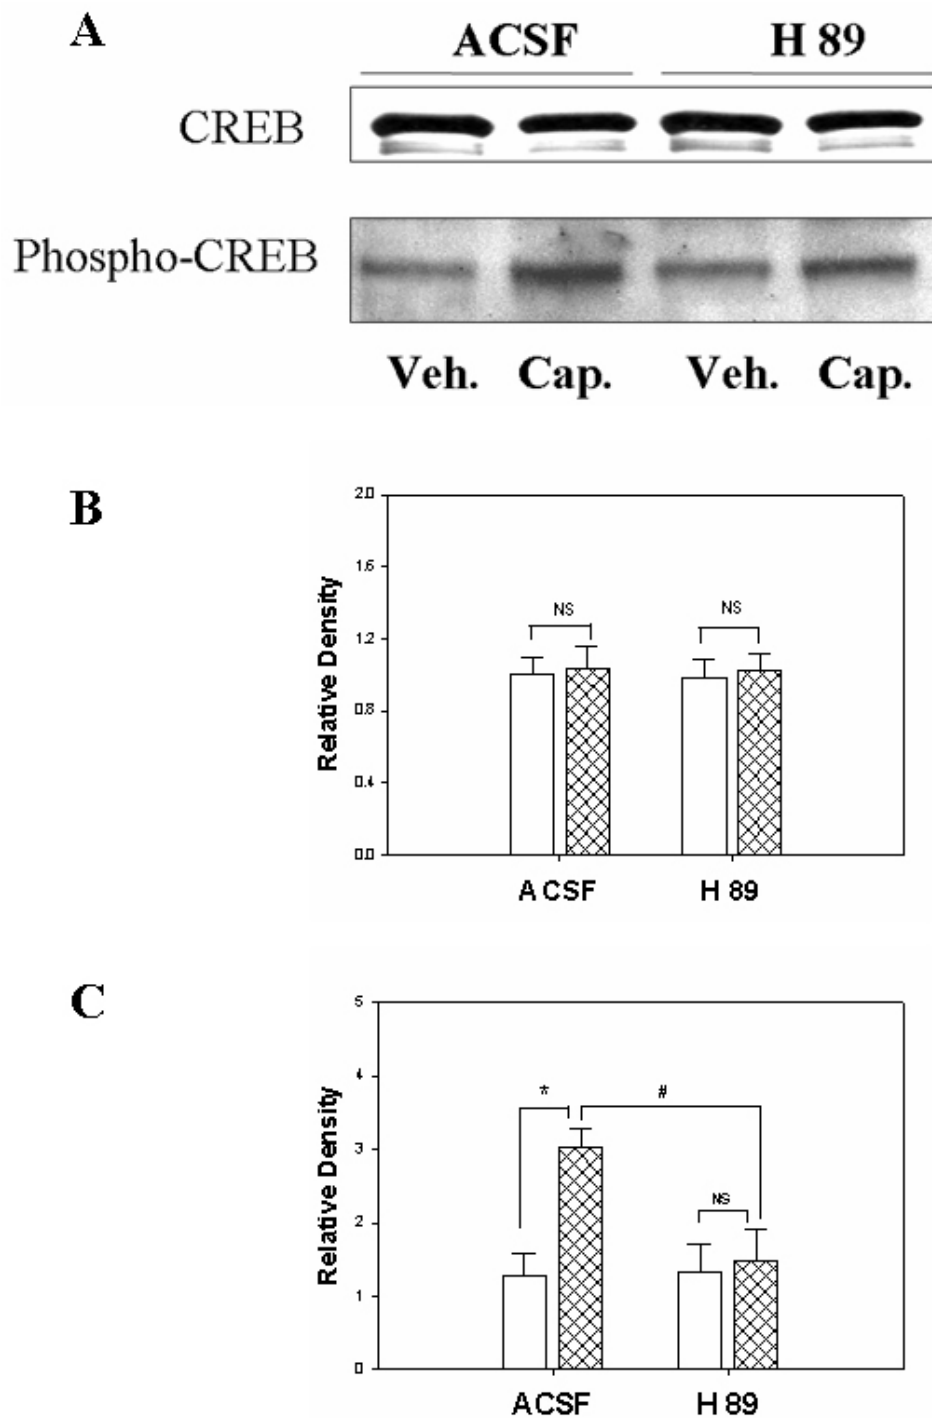 A
ACSF H 89
CREB
Phospho-CREB
Veh. Cap. Veh. Cap.
B
2.0
1.6
1.2
0.8
0.4
0.0
Relative Density
NS NS
ACSF H 89
C
5
4
3
2
1
0
Relative Density
* #
NS
ACSF H 89